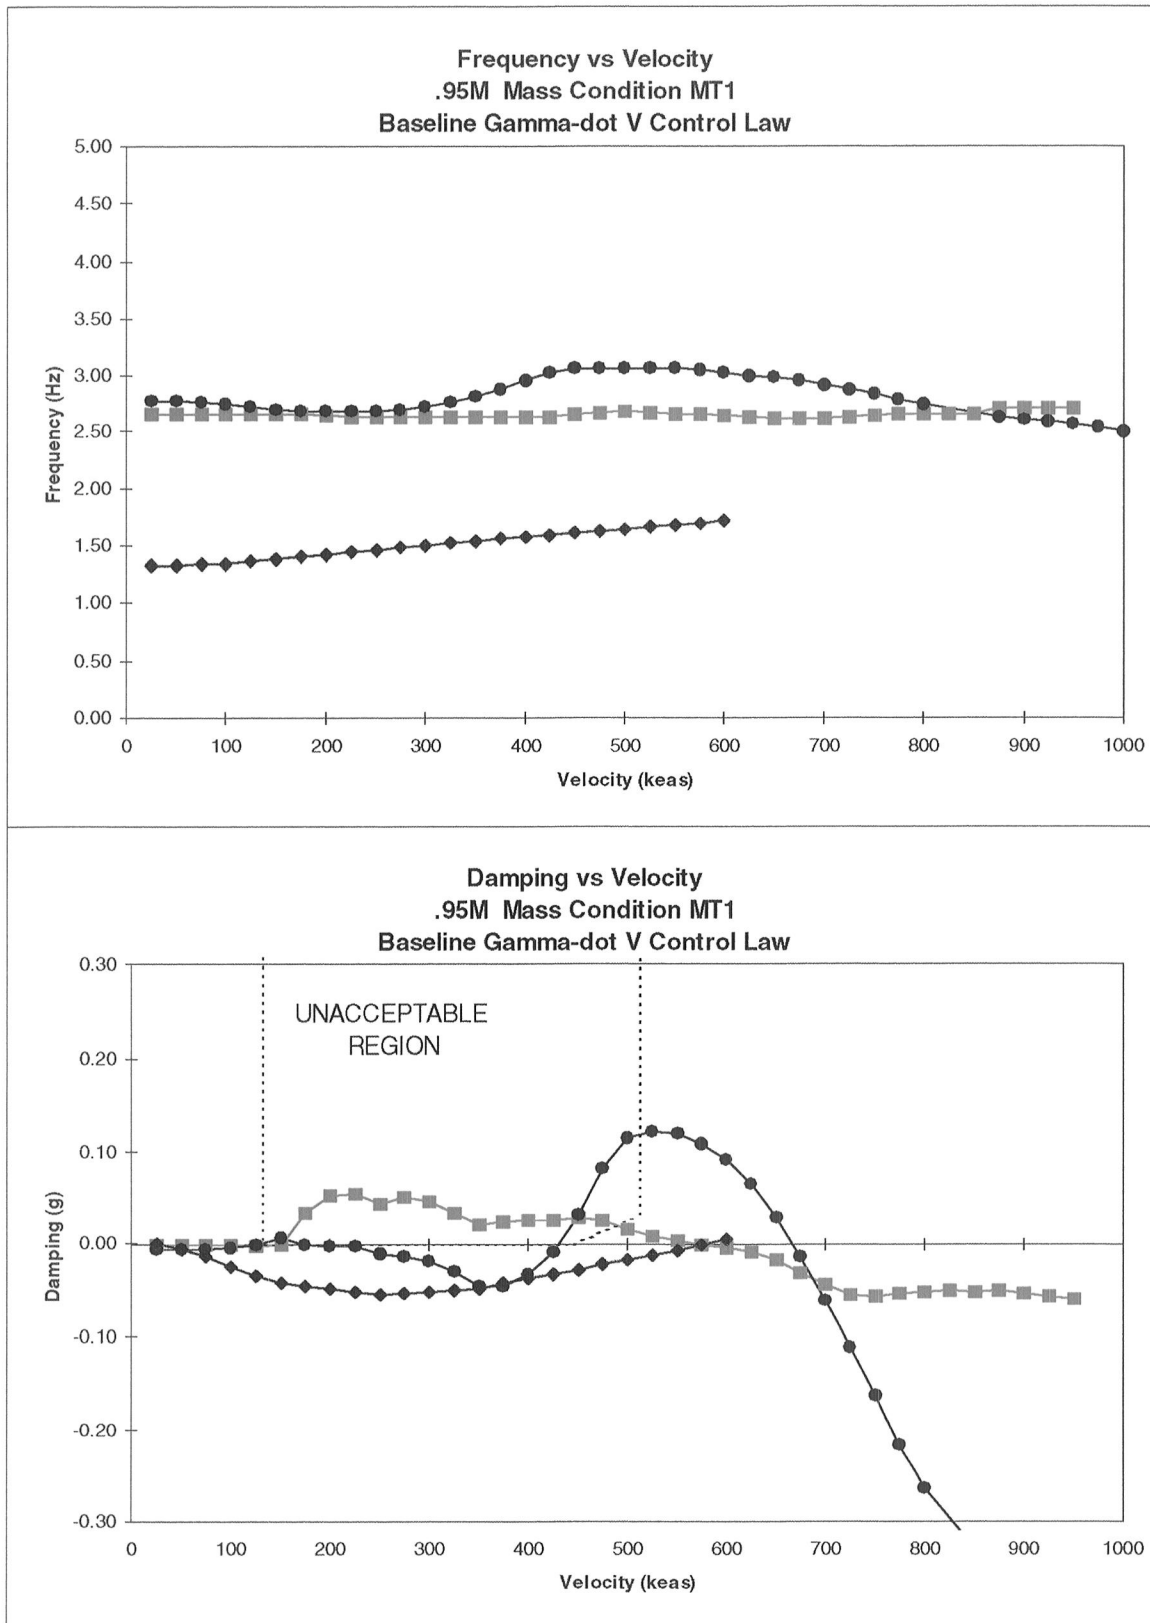 Frequency vs Velocity
.95M Mass Condition MT1
Baseline Gamma-dot V Control Law
5.00
4.50
4.00
3.50
3.00
2.50
2.00
1.50
1.00
0.50
0.00
Frequency (Hz)
0 100 200 300 400 500 600 700 800 900 1000
Velocity (keas)
Damping vs Velocity
.95M Mass Condition MT1
Baseline Gamma-dot V Control Law
0.30
0.20
0.10
0.00
-0.10
-0.20
-0.30
Damping (g)
UNACCEPTABLE
REGION
0 100 200 300 400 500 600 700 800 900 1000
Velocity (keas)